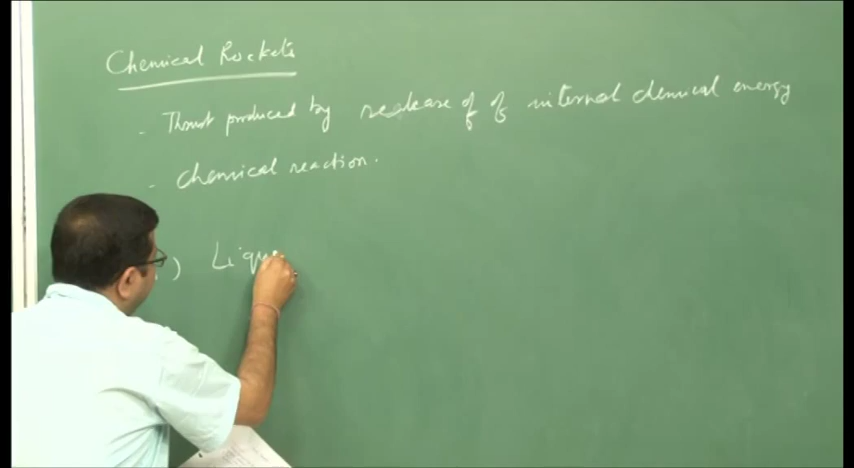 Chemical Rockets
- Thrust produced by release of of internal chemical energy
- chemical reaction.
) Liqu